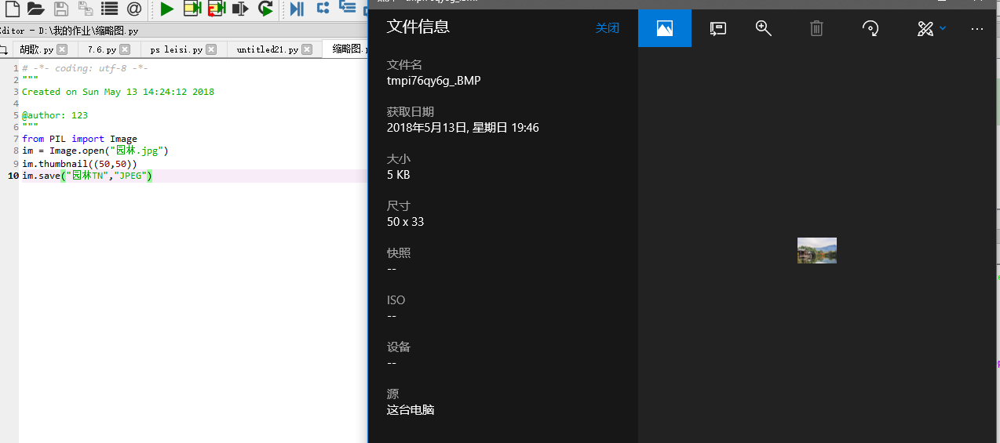 Editor - D:\我的作业\缩略图.py
胡歌.py
7.6.py
ps leisi.py
untitled21.py
缩略图.
1 # -*- coding: utf-8 -*-
2 """
3 Created on Sun May 13 14:24:12 2018
4
5 @author: 123
6 """
7 from PIL import Image
8 im = Image.open("园林.jpg")
9 im.thumbnail((50,50))
10 im.save("园林TN","JPEG")
文件信息
关闭
文件名
tmpi76qy6g_.BMP
获取日期
2018年5月13日, 星期日 19:46
大小
5 KB
尺寸
50 x 33
快照
--
ISO
--
设备
--
源
这台电脑